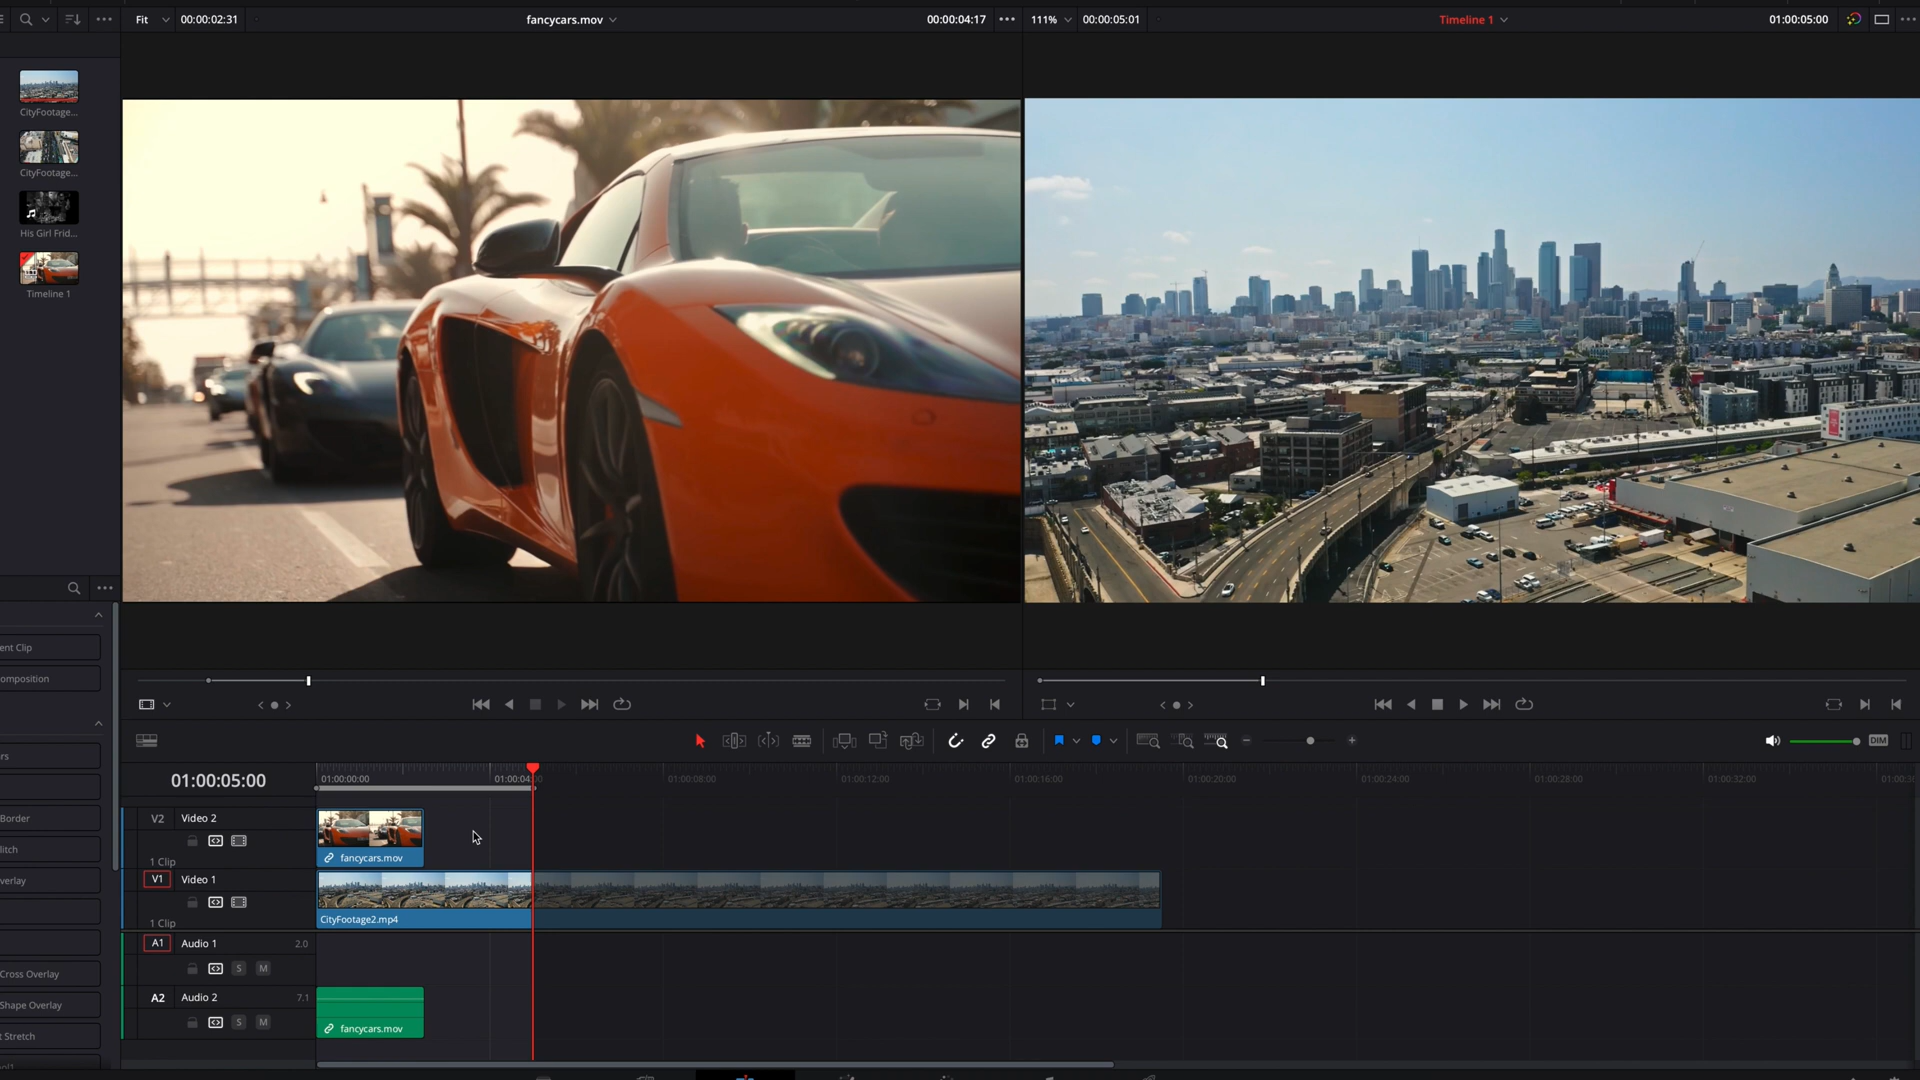 Fit 00:00:02:31 fancycars.mov 00:00:04:17 111% 00:00:05:01 Timeline 1 01:00:05:00
CityFootage...
CityFootage...
His Girl Frid...
Timeline 1
ent Clip
omposition
rs
Border
litch
verlay
Cross Overlay
Shape Overlay
t Stretch
DIM
01:00:05:00
01:00:00:00 01:00:04 01:00:08:00 01:00:12:00 01:00:16:00 01:00:20:00 01:00:24:00 01:00:28:00 01:00:32:00 01:00:3
V2 Video 2
1 Clip
fancycars.mov
V1 Video 1
1 Clip
CityFootage2.mp4
A1 Audio 1 2.0
S M
A2 Audio 2 7.1
S M
fancycars.mov